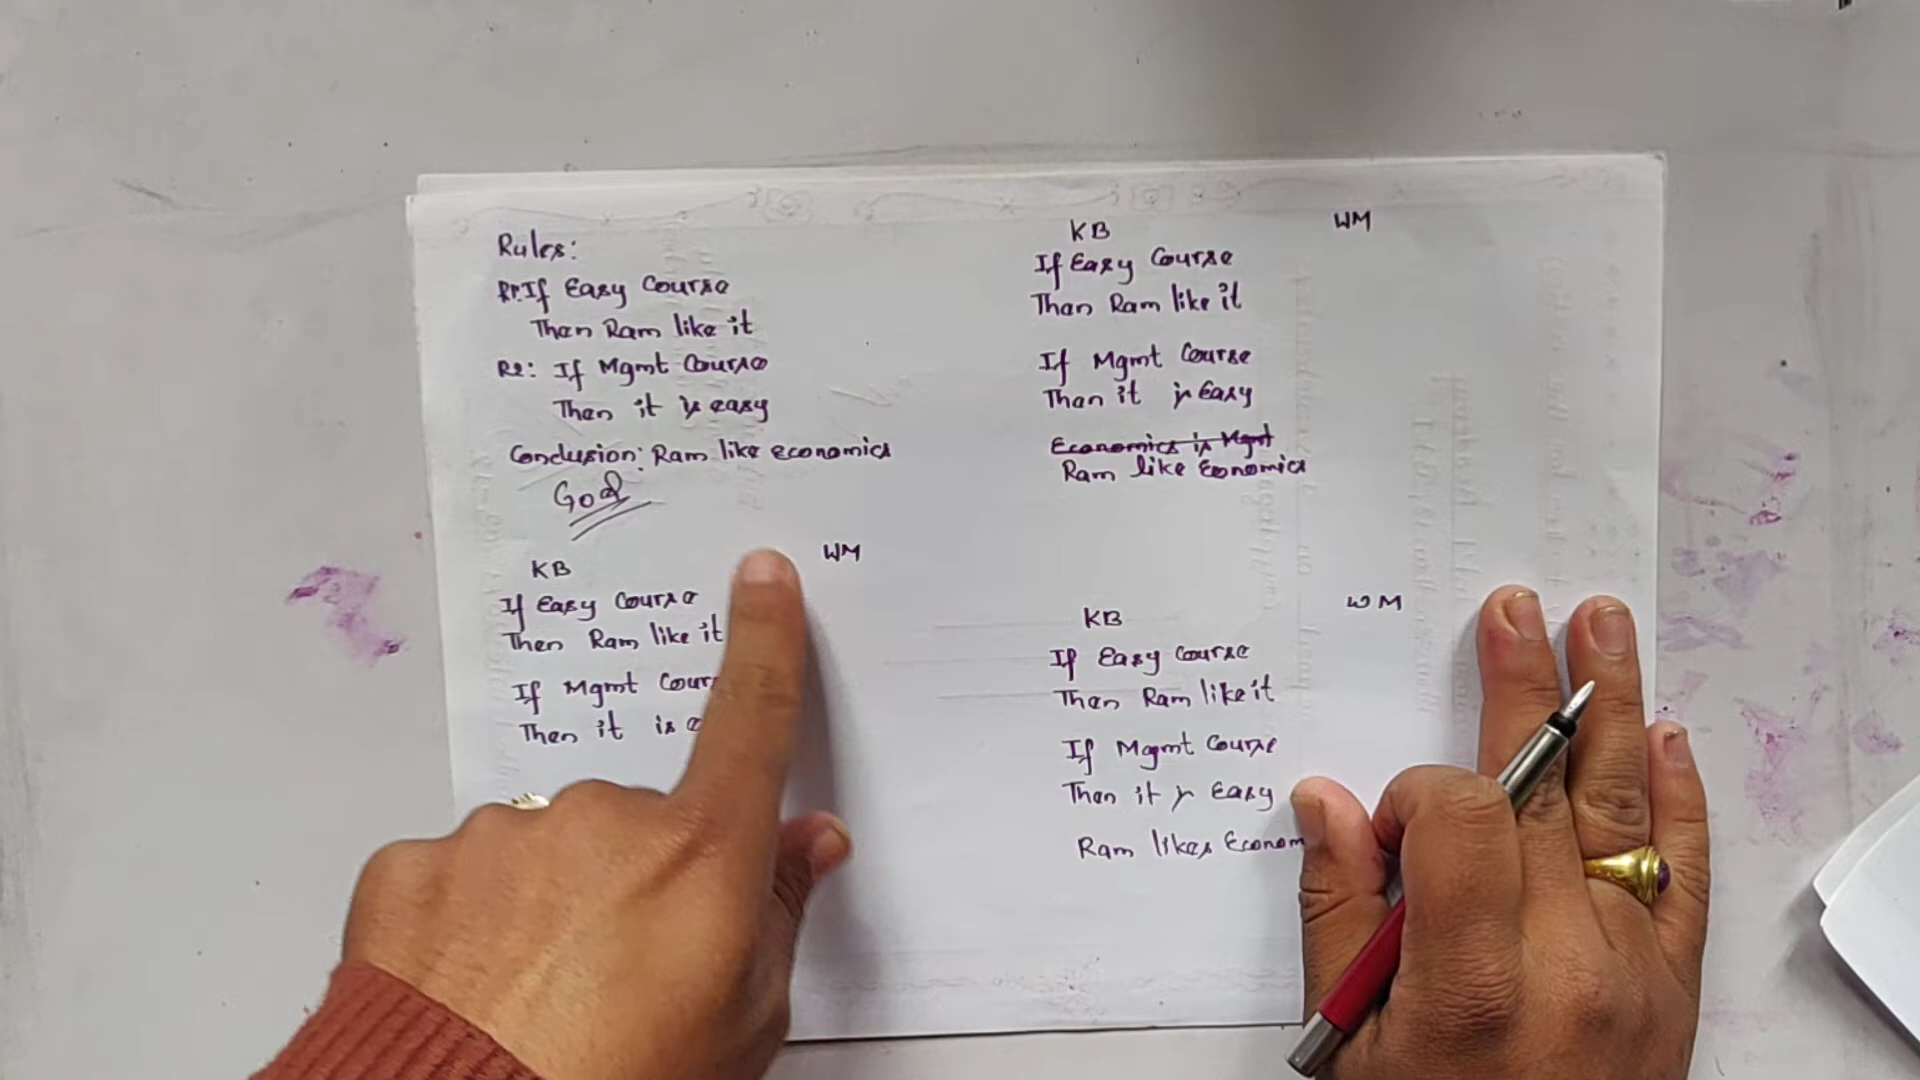 Rules:
R1: If Easy Course
Then Ram like it
R2: If Mgmt Course
Then it is easy
Conclusion: Ram like economics
Goal
KB WM
If Easy Course
Then Ram like it
If Mgmt
Then it is
KB WM
If Easy Course
Then Ram like it
If Mgmt Course
Then it is Easy
Economics is Mgmt
Ram like Economics
KB WM
If Easy Course
Then Ram like it
If Mgmt Course
Then it is Easy
Ram likes